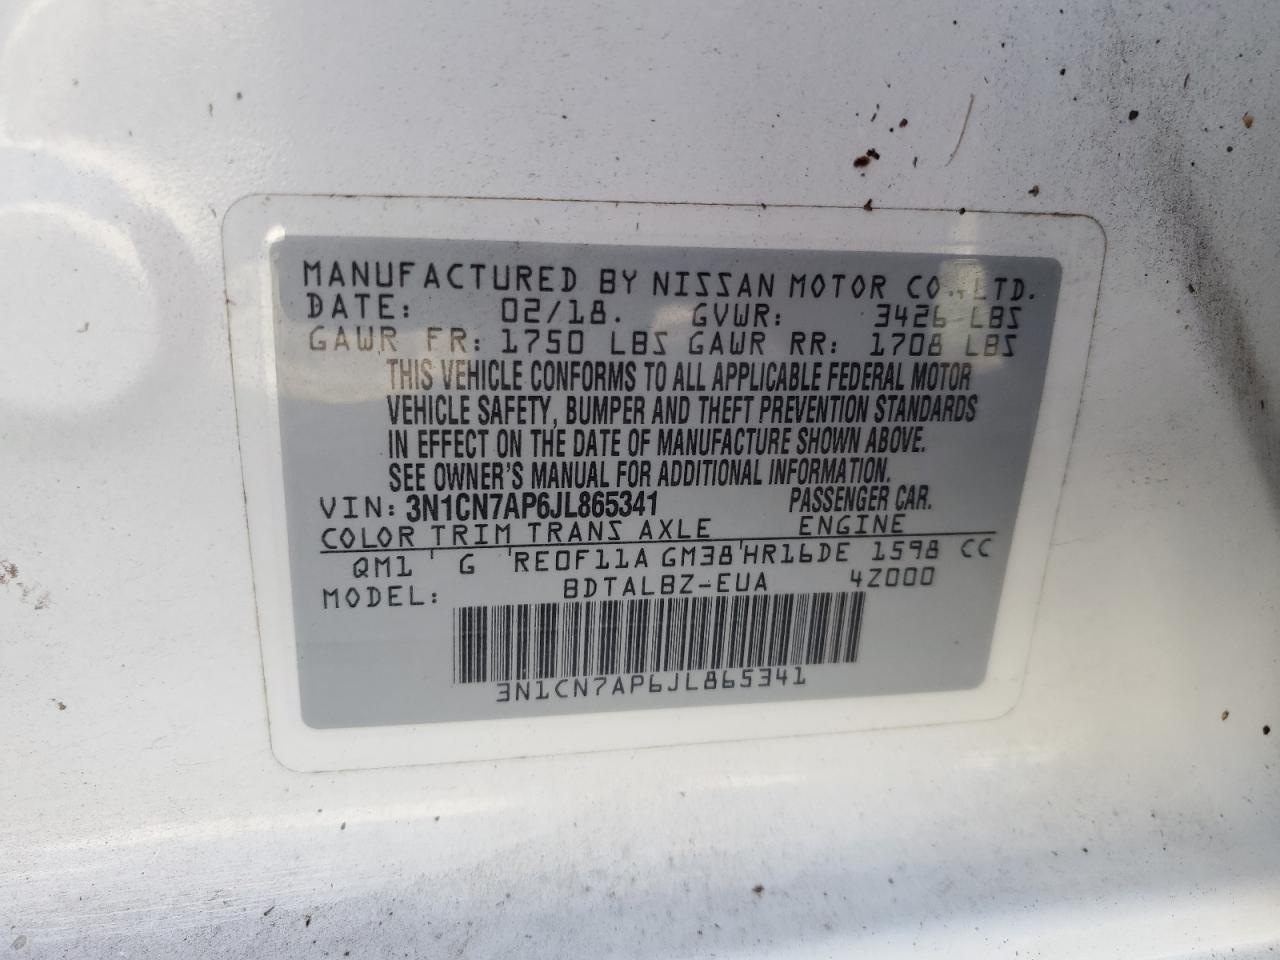 MANUFACTURED BY NISSAN MOTOR CO., LTD.
DATE: 02/18. GVWR: 3426 LBS
GAWR FR: 1750 LBS GAWR RR: 1708 LBS
THIS VEHICLE CONFORMS TO ALL APPLICABLE FEDERAL MOTOR
VEHICLE SAFETY, BUMPER AND THEFT PREVENTION STANDARDS
IN EFFECT ON THE DATE OF MANUFACTURE SHOWN ABOVE.
SEE OWNER'S MANUAL FOR ADDITIONAL INFORMATION.
VIN: 3N1CN7AP6JL865341 PASSENGER CAR.
COLOR TRIM TRANS AXLE ENGINE
QM1 G RE0F11A GM38 HR16DE 1598 CC
MODEL: BDTALBZ-EUA 4Z000
3N1CN7AP6JL865341